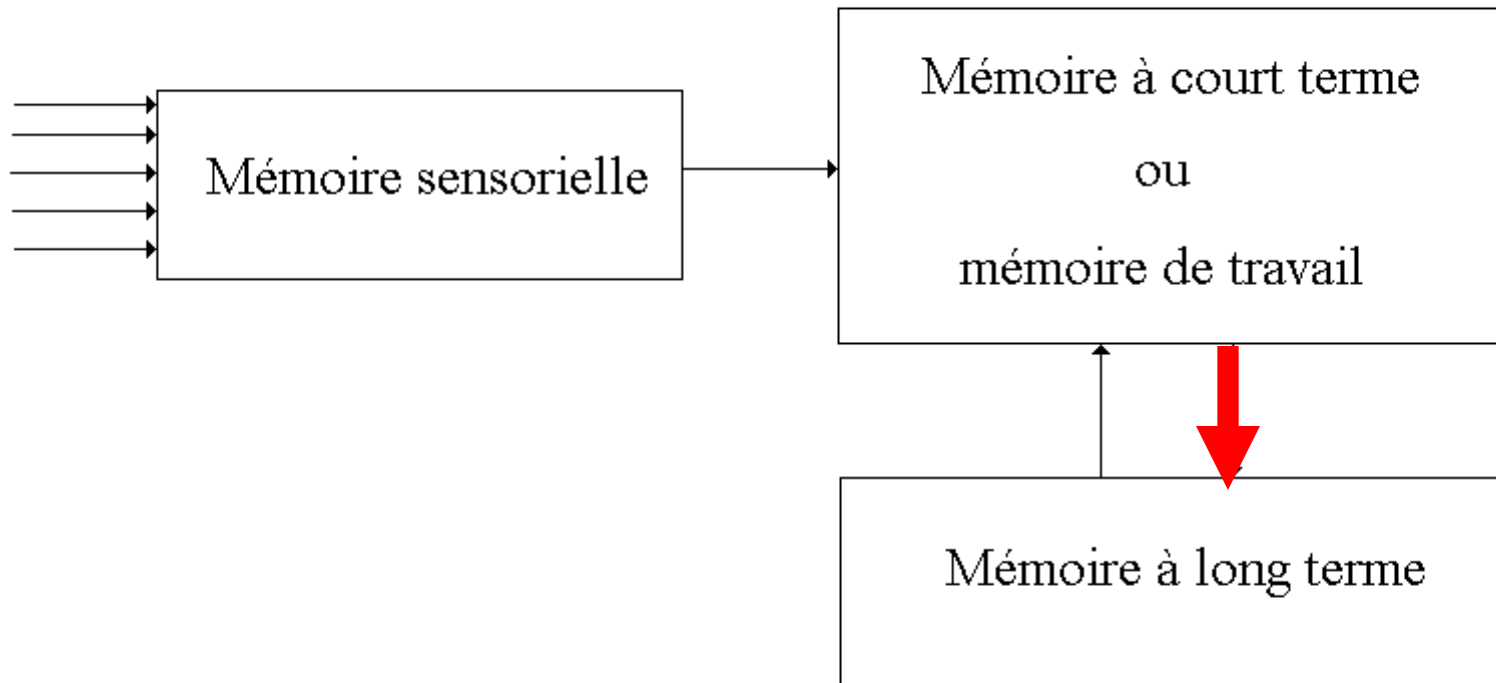 Mémoire sensorielle
Mémoire à court terme
ou
mémoire de travail
Mémoire à long terme